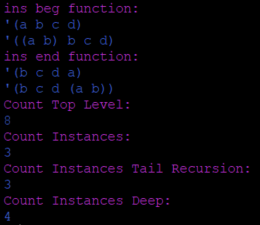 ins beg function:
'(a b c d)
'((a b) b c d)
ins end function:
'(b c d a)
'(b c d (a b))
Count Top Level:
8
Count Instances:
3
Count Instances Tail Recursion:
3
Count Instances Deep:
4